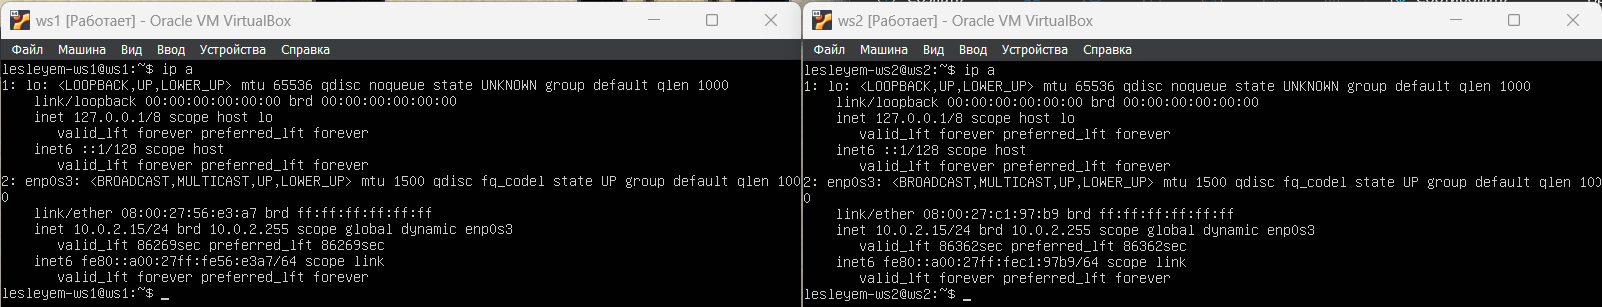 ws1 [Работает] - Oracle VM VirtualBox
Файл Машина Вид Ввод Устройства Справка
lesleyem-ws1@ws1:~$ ip a
1: lo: <LOOPBACK,UP,LOWER_UP> mtu 65536 qdisc noqueue state UNKNOWN group default qlen 1000
link/loopback 00:00:00:00:00:00 brd 00:00:00:00:00:00
inet 127.0.0.1/8 scope host lo
valid_lft forever preferred_lft forever
inet6 ::1/128 scope host
valid_lft forever preferred_lft forever
2: enp0s3: <BROADCAST,MULTICAST,UP,LOWER_UP> mtu 1500 qdisc fq_codel state UP group default qlen 100
0
link/ether 08:00:27:56:e3:a7 brd ff:ff:ff:ff:ff:ff
inet 10.0.2.15/24 brd 10.0.2.255 scope global dynamic enp0s3
valid_lft 86269sec preferred_lft 86269sec
inet6 fe80::a00:27ff:fe56:e3a7/64 scope link
valid_lft forever preferred_lft forever
lesleyem-ws1@ws1:~$ _
ws2 [Работает] - Oracle VM VirtualBox
Файл Машина Вид Ввод Устройства Справка
lesleyem-ws2@ws2:~$ ip a
1: lo: <LOOPBACK,UP,LOWER_UP> mtu 65536 qdisc noqueue state UNKNOWN group default qlen 1000
link/loopback 00:00:00:00:00:00 brd 00:00:00:00:00:00
inet 127.0.0.1/8 scope host lo
valid_lft forever preferred_lft forever
inet6 ::1/128 scope host
valid_lft forever preferred_lft forever
2: enp0s3: <BROADCAST,MULTICAST,UP,LOWER_UP> mtu 1500 qdisc fq_codel state UP group default qlen 100
0
link/ether 08:00:27:c1:97:b9 brd ff:ff:ff:ff:ff:ff
inet 10.0.2.15/24 brd 10.0.2.255 scope global dynamic enp0s3
valid_lft 86362sec preferred_lft 86362sec
inet6 fe80::a00:27ff:fec1:97b9/64 scope link
valid_lft forever preferred_lft forever
lesleyem-ws2@ws2:~$ _